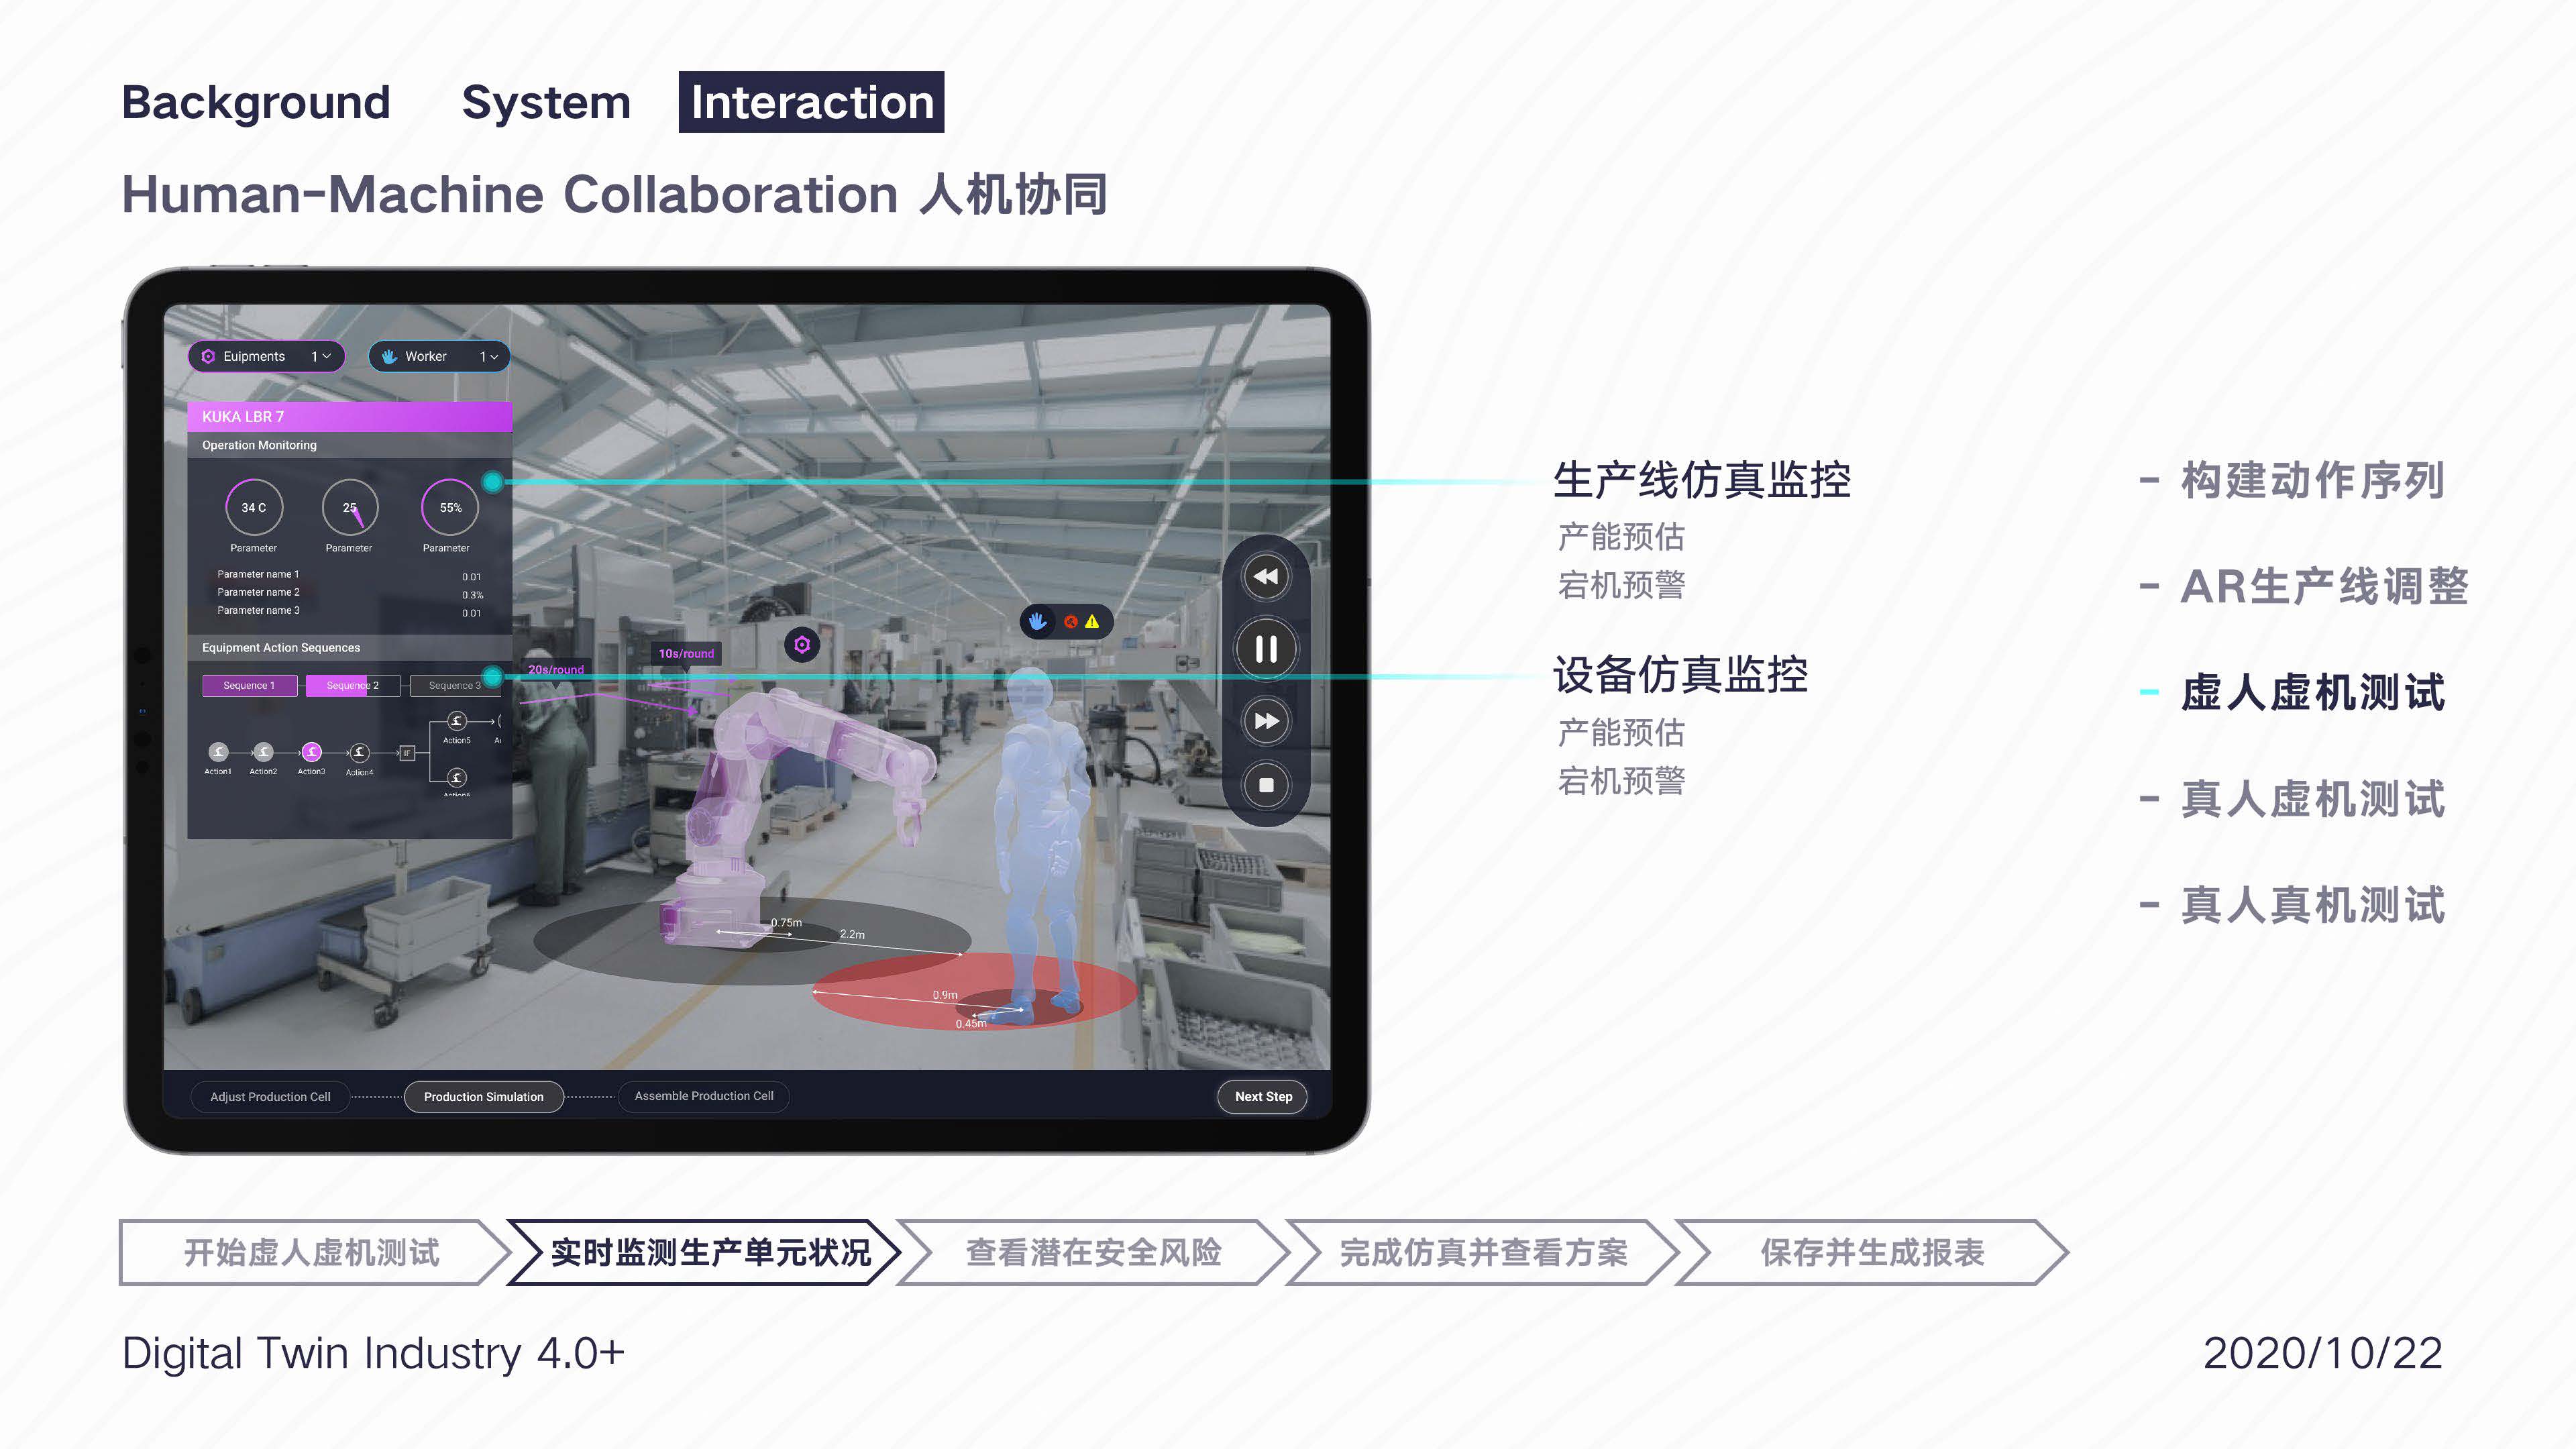 Background System Interaction
Human-Machine Collaboration 人机协同
Euipments 1
Worker 1
KUKA LBR 7
Operation Monitoring
34 C
25
55%
Parameter
Parameter
Parameter
Parameter name 1 0.01
Parameter name 2 0.3%
Parameter name 3 0.01
Equipment Action Sequences
Sequence 1
Sequence 2
Sequence 3
Action1
Action2
Action3
Action4
IF
Action5
Action6
20s/round
10s/round
0.75m
2.2m
0.9m
0.45m
Adjust Production Cell
Production Simulation
Assemble Production Cell
Next Step
生产线仿真监控
产能预估
宕机预警
设备仿真监控
产能预估
宕机预警
- 构建动作序列
- AR生产线调整
- 虚人虚机测试
- 真人虚机测试
- 真人真机测试
开始虚人虚机测试
实时监测生产单元状况
查看潜在安全风险
完成仿真并查看方案
保存并生成报表
Digital Twin Industry 4.0+
2020/10/22